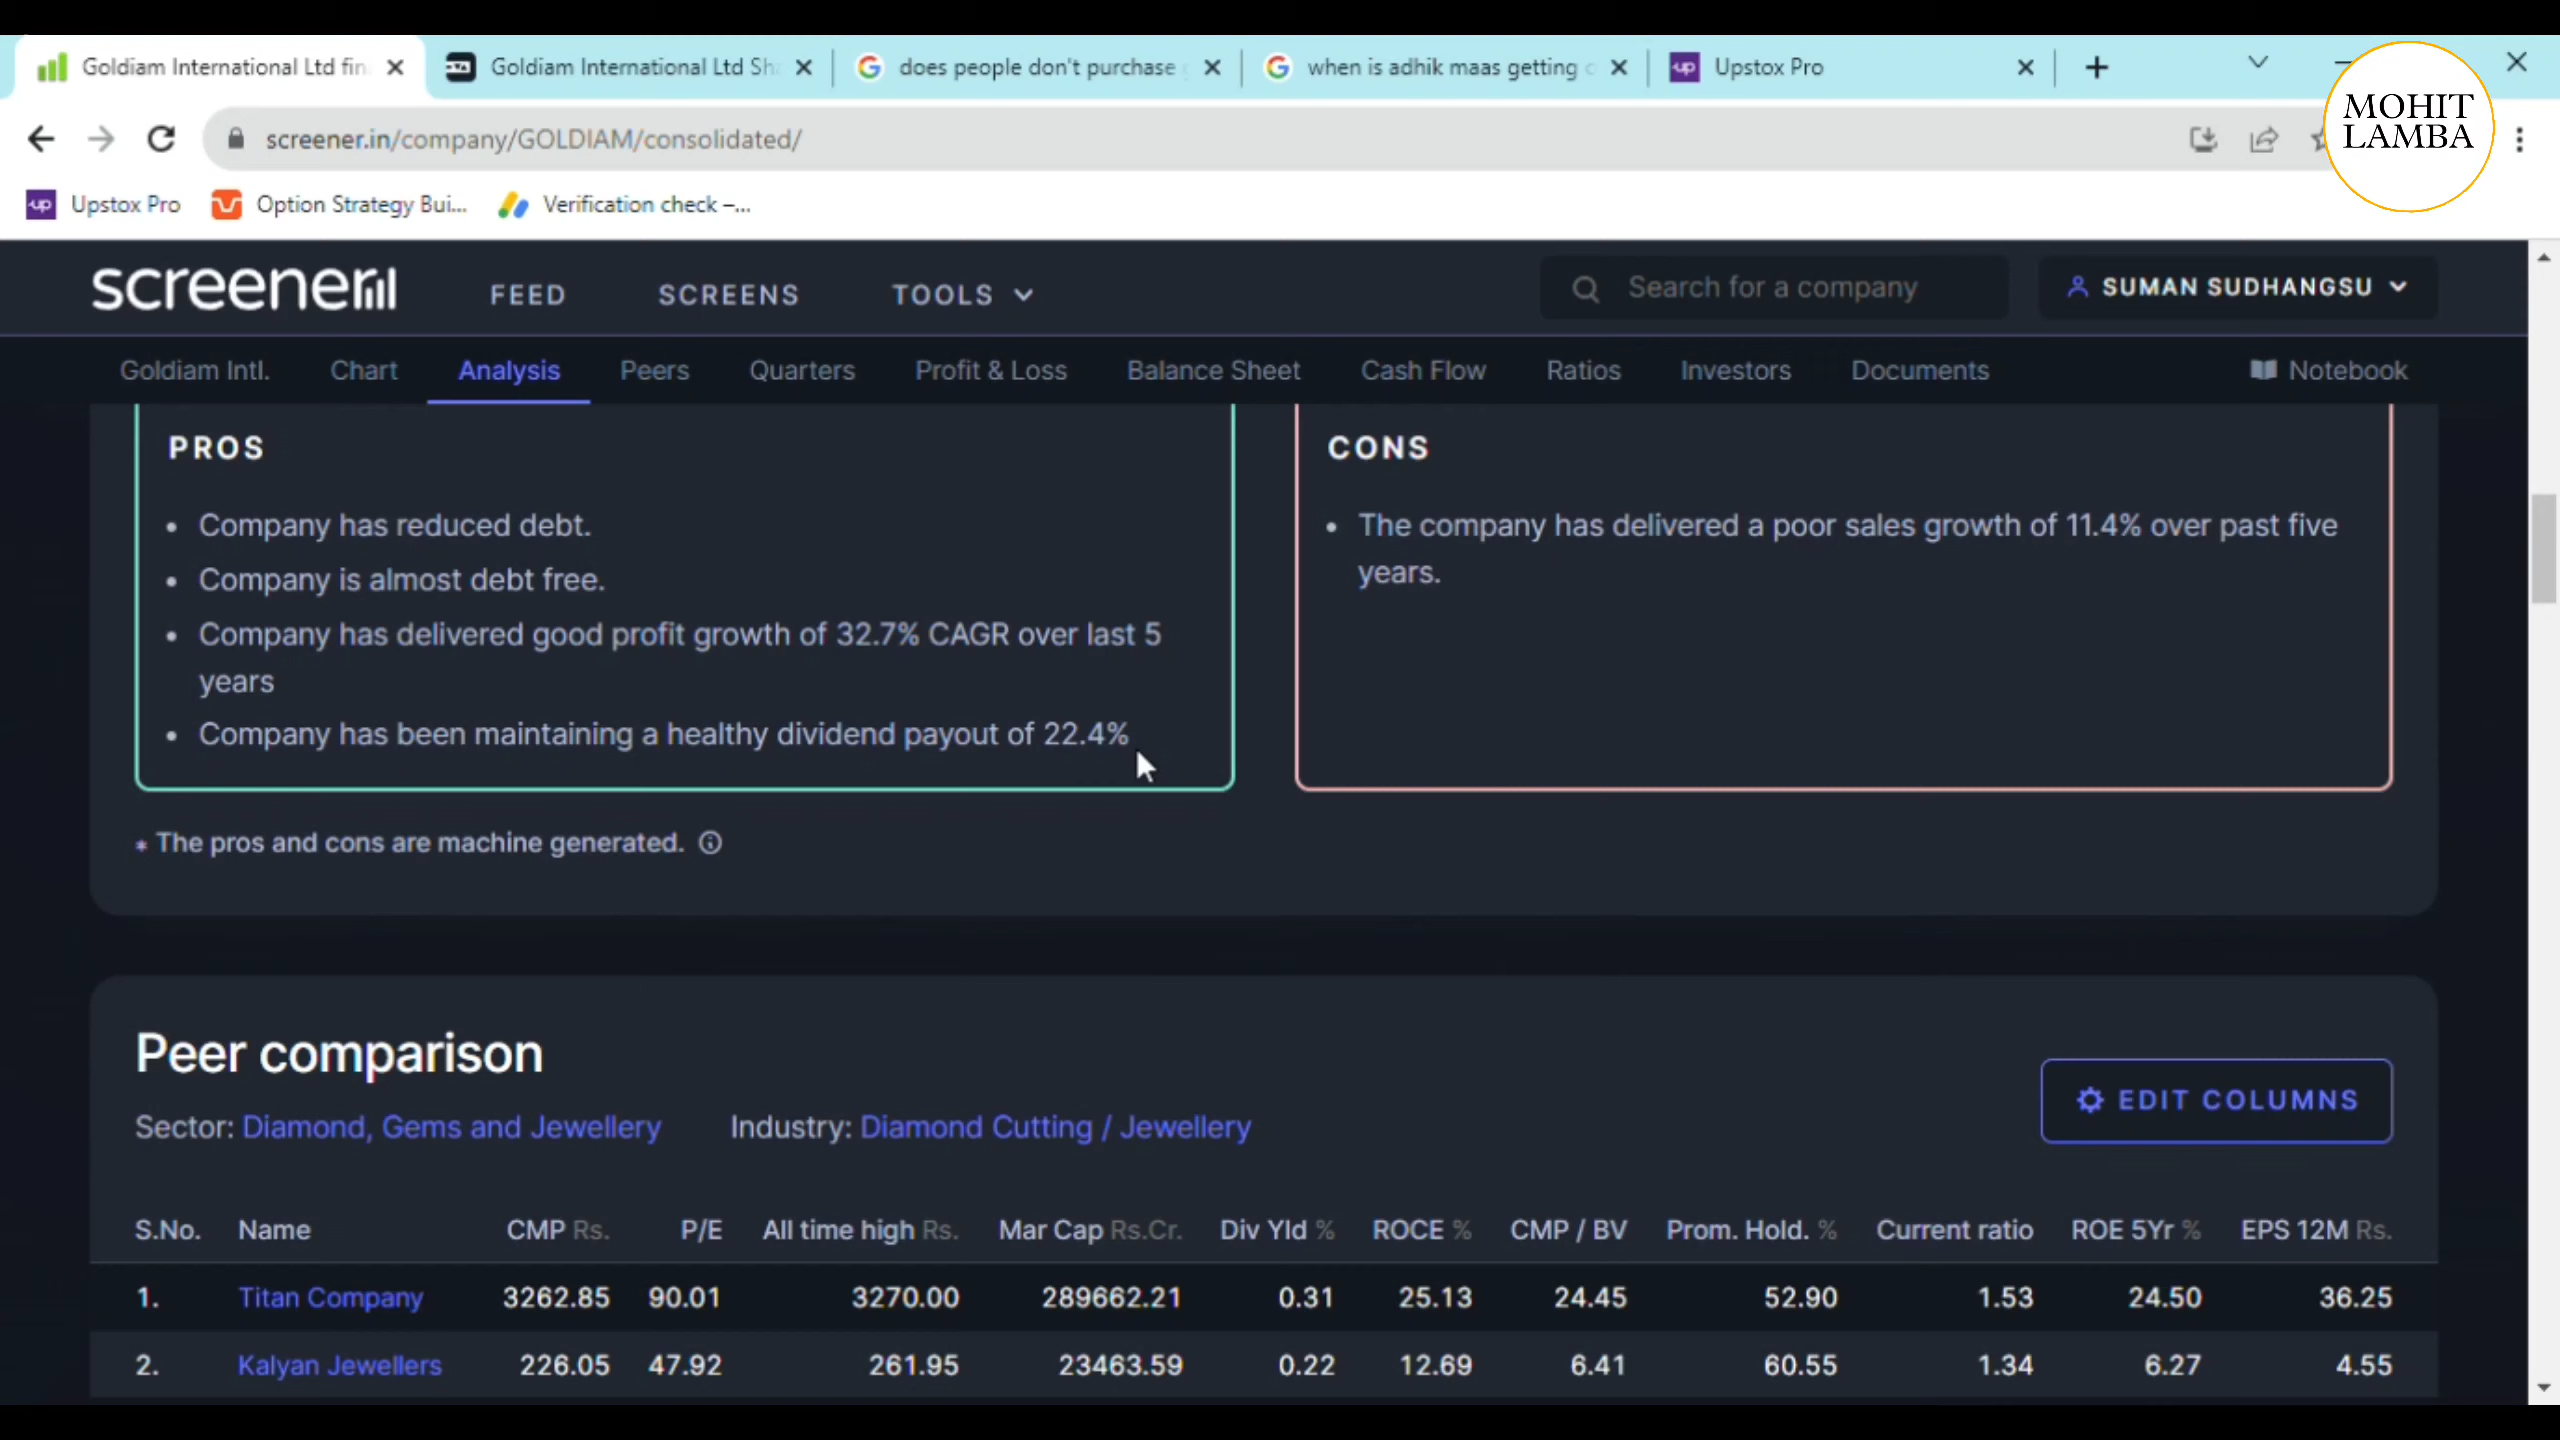 Goldiam International Ltd fin
Goldiam International Ltd Sh
does people don't purchase
when is adhik maas getting
Upstox Pro
MOHIT
LAMBA
screener.in/company/GOLDIAM/consolidated/
Upstox Pro
Option Strategy Bui...
Verification check –...
screener
FEED
SCREENS
TOOLS
Search for a company
SUMAN SUDHANGSU
Goldiam Intl.
Chart
Analysis
Peers
Quarters
Profit & Loss
Balance Sheet
Cash Flow
Ratios
Investors
Documents
Notebook
PROS
• Company has reduced debt.
• Company is almost debt free.
• Company has delivered good profit growth of 32.7% CAGR over last 5
years
• Company has been maintaining a healthy dividend payout of 22.4%
CONS
• The company has delivered a poor sales growth of 11.4% over past five
years.
* The pros and cons are machine generated.
Peer comparison
Sector: Diamond, Gems and Jewellery Industry: Diamond Cutting / Jewellery
EDIT COLUMNS
S.No. Name CMP Rs. P/E All time high Rs. Mar Cap Rs.Cr. Div Yld % ROCE % CMP / BV Prom. Hold. % Current ratio ROE 5Yr % EPS 12M Rs.
1. Titan Company 3262.85 90.01 3270.00 289662.21 0.31 25.13 24.45 52.90 1.53 24.50 36.25
2. Kalyan Jewellers 226.05 47.92 261.95 23463.59 0.22 12.69 6.41 60.55 1.34 6.27 4.55